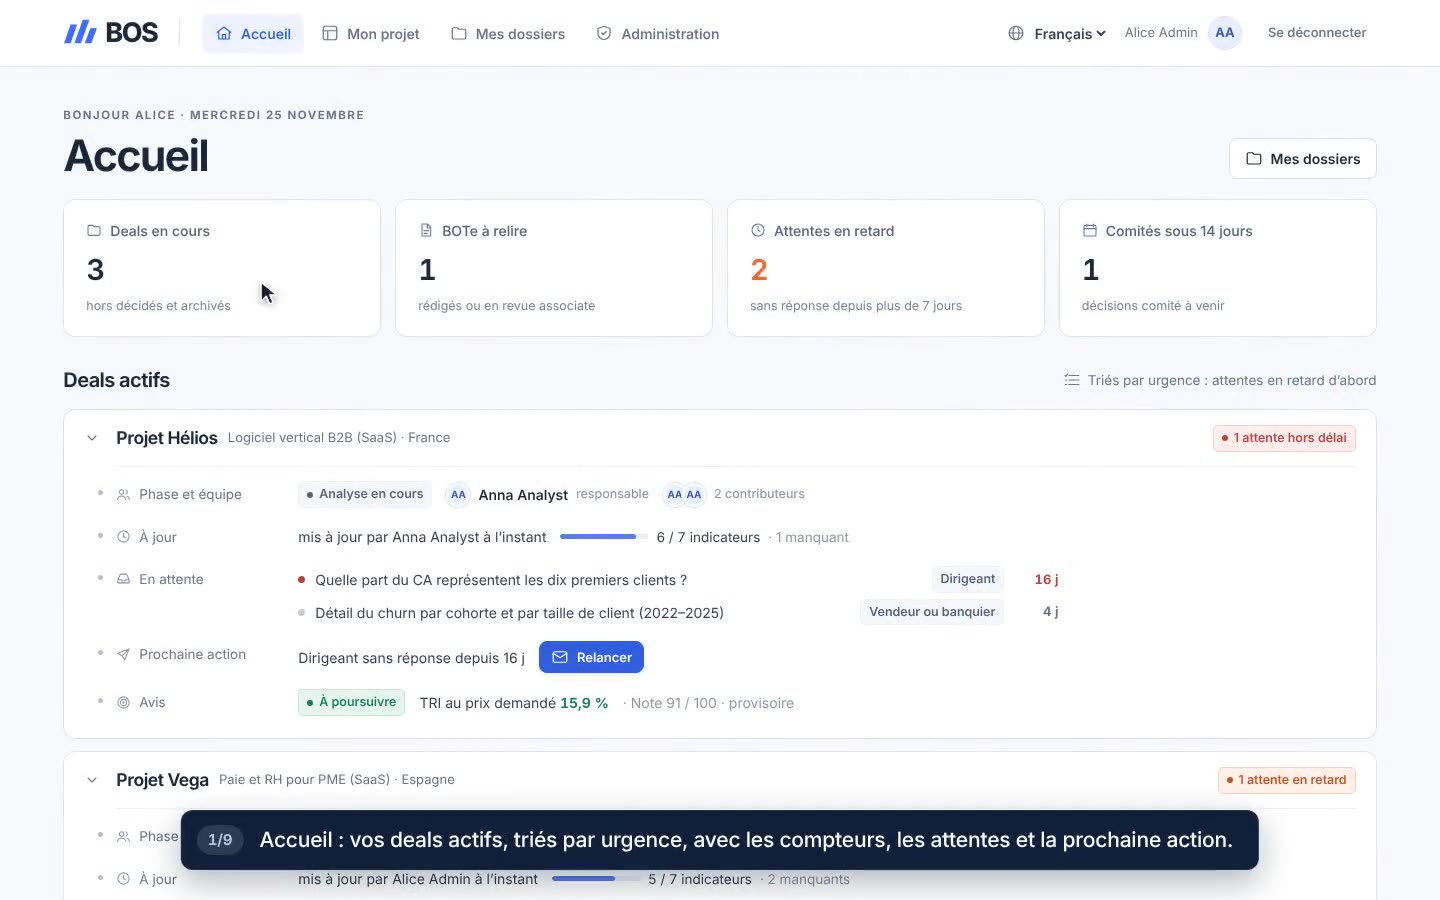 BOS Accueil Mon projet Mes dossiers Administration Français Alice Admin AA Se déconnecter
BONJOUR ALICE · MERCREDI 25 NOVEMBRE
Accueil
Mes dossiers
Deals en cours
3
hors décidés et archivés
BOTe à relire
1
rédigés ou en revue associate
Attentes en retard
2
sans réponse depuis plus de 7 jours
Comités sous 14 jours
1
décisions comité à venir
Deals actifs
Triés par urgence : attentes en retard d’abord
Projet Hélios Logiciel vertical B2B (SaaS) · France 1 attente hors délai
Phase et équipe Analyse en cours AA Anna Analyst responsable AA AA 2 contributeurs
À jour mis à jour par Anna Analyst à l’instant 6 / 7 indicateurs · 1 manquant
En attente Quelle part du CA représentent les dix premiers clients ? Dirigeant 16 j
Détail du churn par cohorte et par taille de client (2022–2025) Vendeur ou banquier 4 j
Prochaine action Dirigeant sans réponse depuis 16 j Relancer
Avis À poursuivre TRI au prix demandé 15,9 % · Note 91 / 100 · provisoire
Projet Vega Paie et RH pour PME (SaaS) · Espagne 1 attente en retard
Phase
1/9 Accueil : vos deals actifs, triés par urgence, avec les compteurs, les attentes et la prochaine action.
À jour mis à jour par Alice Admin à l’instant 5 / 7 indicateurs · 2 manquants